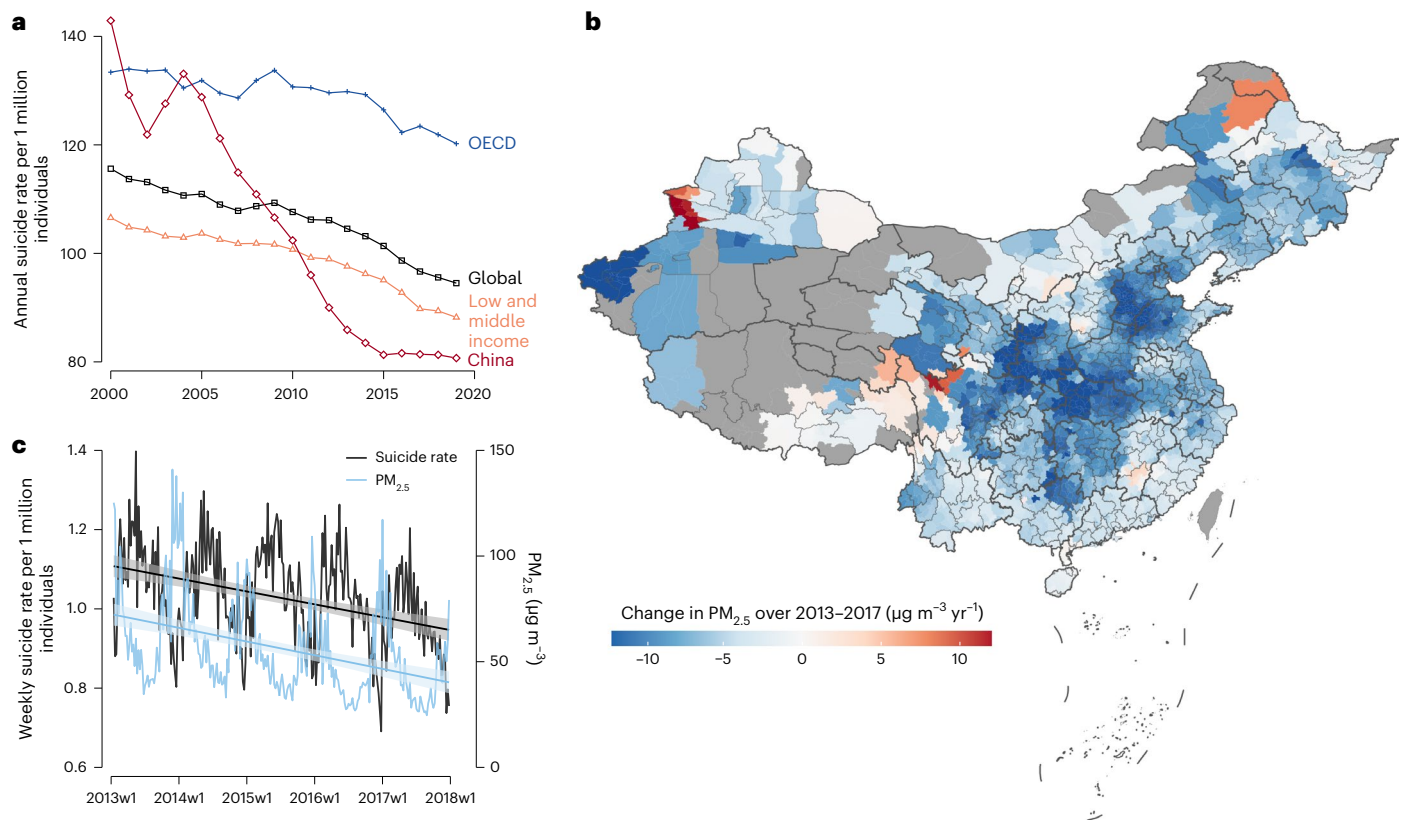 a
Annual suicide rate per 1 million
individuals
140
120
100
80
2000
2005
2010
2015
2020
OECD
Global
Low and
middle
income
China
b
Change in PM2.5 over 2013–2017 (µg m−3 yr−1)
−10
−5
0
5
10
c
Weekly suicide rate per 1 million
individuals
1.4
1.2
1.0
0.8
0.6
Suicide rate
PM2.5
150
100
50
0
PM2.5 (µg m−3)
2013w1
2014w1
2015w1
2016w1
2017w1
2018w1